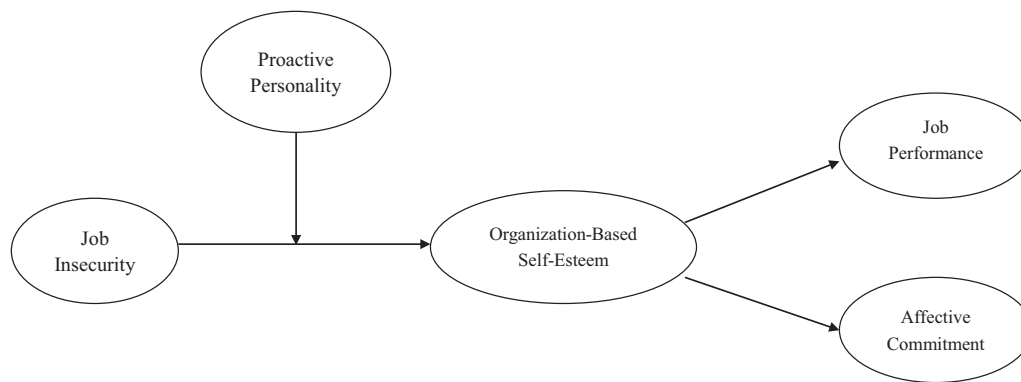 Proactive
Personality
Job
Performance
Job
Insecurity
Organization-Based
Self-Esteem
Affective
Commitment